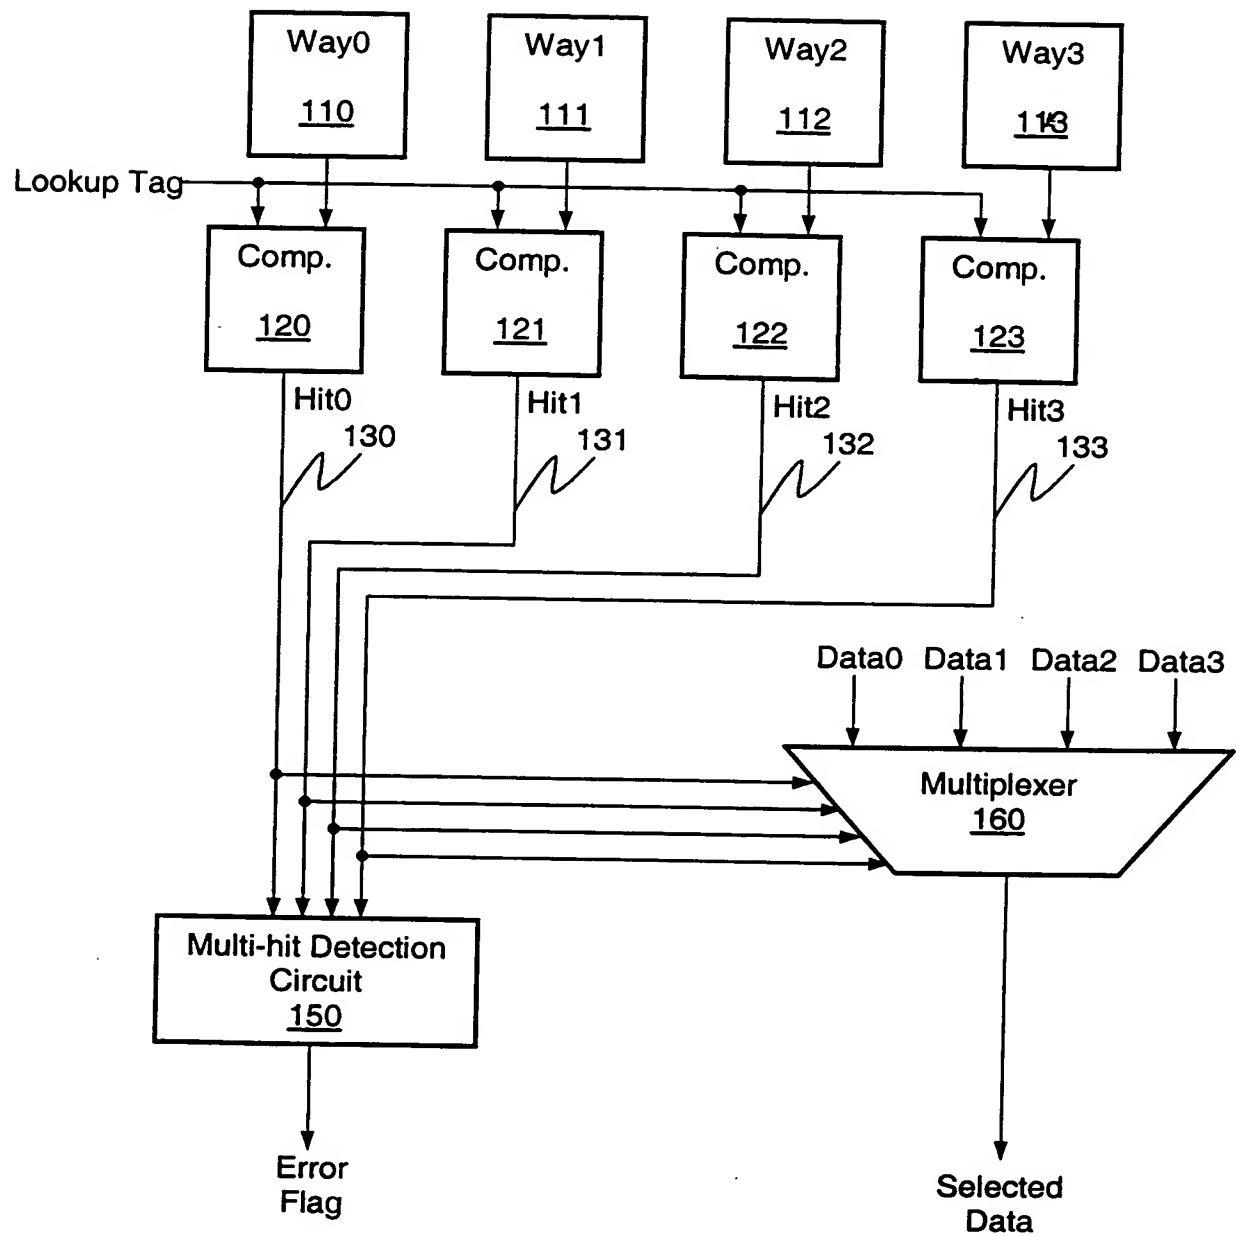 Way0 Way1 Way2 Way3
110 111 112 113
Lookup Tag
Comp. Comp. Comp. Comp.
120 121 122 123
Hit0 Hit1 Hit2 Hit3
130 131 132 133
Data0 Data1 Data2 Data3
Multiplexer
160
Multi-hit Detection
Circuit
150
Error
Flag
Selected
Data